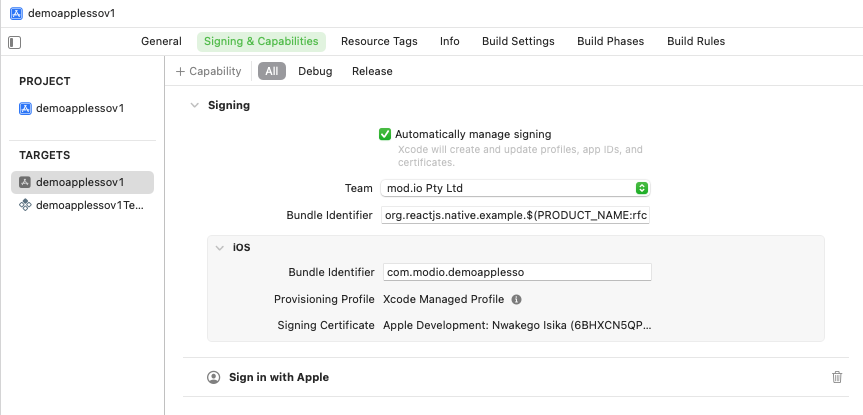 demoapplessov1
General Signing & Capabilities Resource Tags Info Build Settings Build Phases Build Rules
PROJECT
demoapplessov1
TARGETS
demoapplessov1
demoapplessov1Te...
+ Capability All Debug Release
Signing
Automatically manage signing
Xcode will create and update profiles, app IDs, and
certificates.
Team mod.io Pty Ltd
Bundle Identifier org.reactjs.native.example.$(PRODUCT_NAME:rfc
iOS
Bundle Identifier com.modio.demoapplesso
Provisioning Profile Xcode Managed Profile
Signing Certificate Apple Development: Nwakego Isika (6BHXCN5QP...
Sign in with Apple